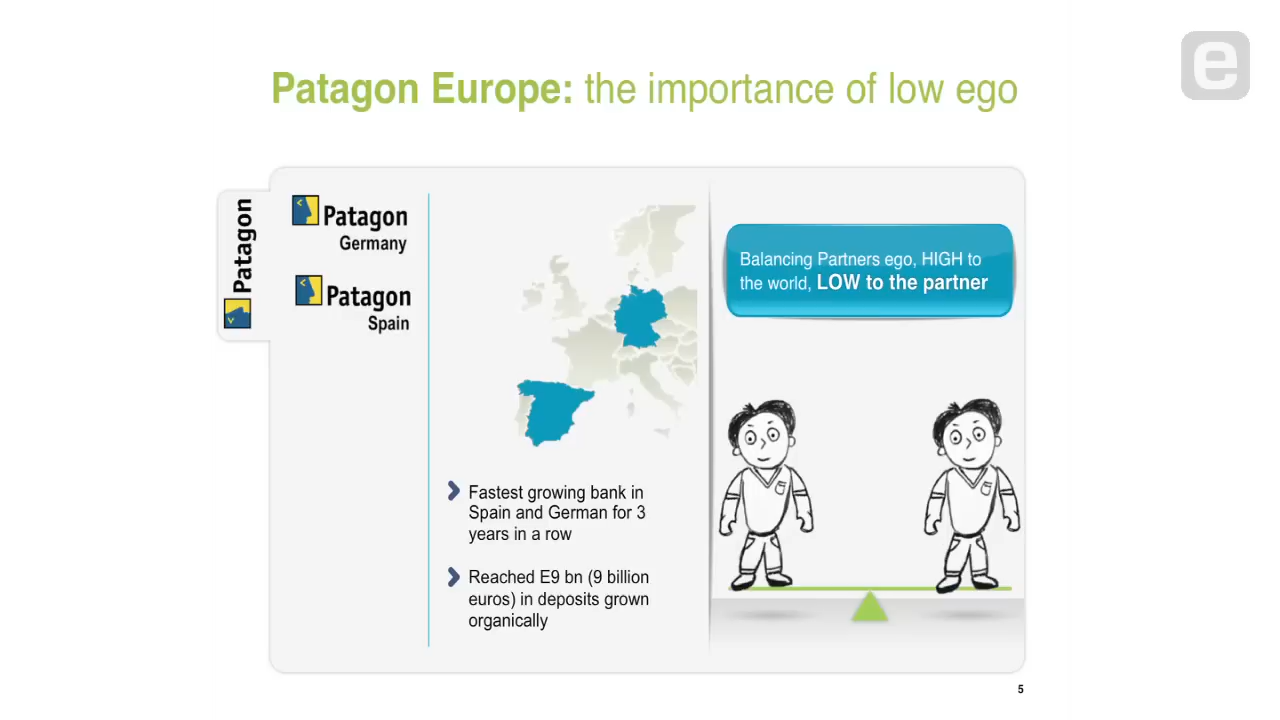 e
Patagon Europe: the importance of low ego
Patagon
Patagon
Germany
Patagon
Spain
Balancing Partners ego, HIGH to
the world, LOW to the partner
Fastest growing bank in
Spain and German for 3
years in a row
Reached E9 bn (9 billion
euros) in deposits grown
organically
5